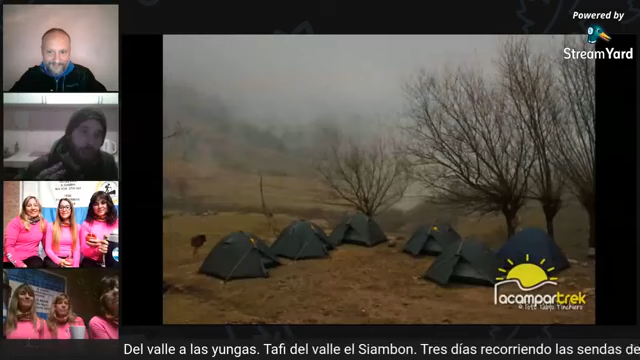 Powered by
StreamYard
acampartrek
Del valle a las yungas. Tafi del valle el Siambon. Tres días recorriendo las sendas de